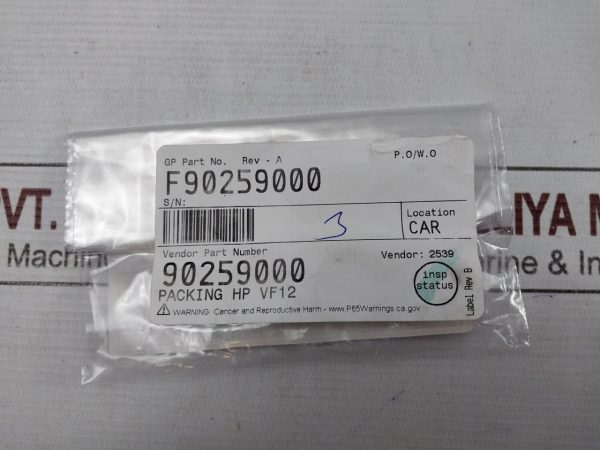 GP Part No. Rev - A
P.O/W.O
F90259000
S/N:
3
Location
CAR
Vendor Part Number
Vendor: 2539
90259000
insp
status
PACKING HP VF12
Label Rev B
⚠ WARNING: Cancer and Reproductive Harm - www.P65Warnings.ca.gov
VT.
Machin
LIYA M
rine & In